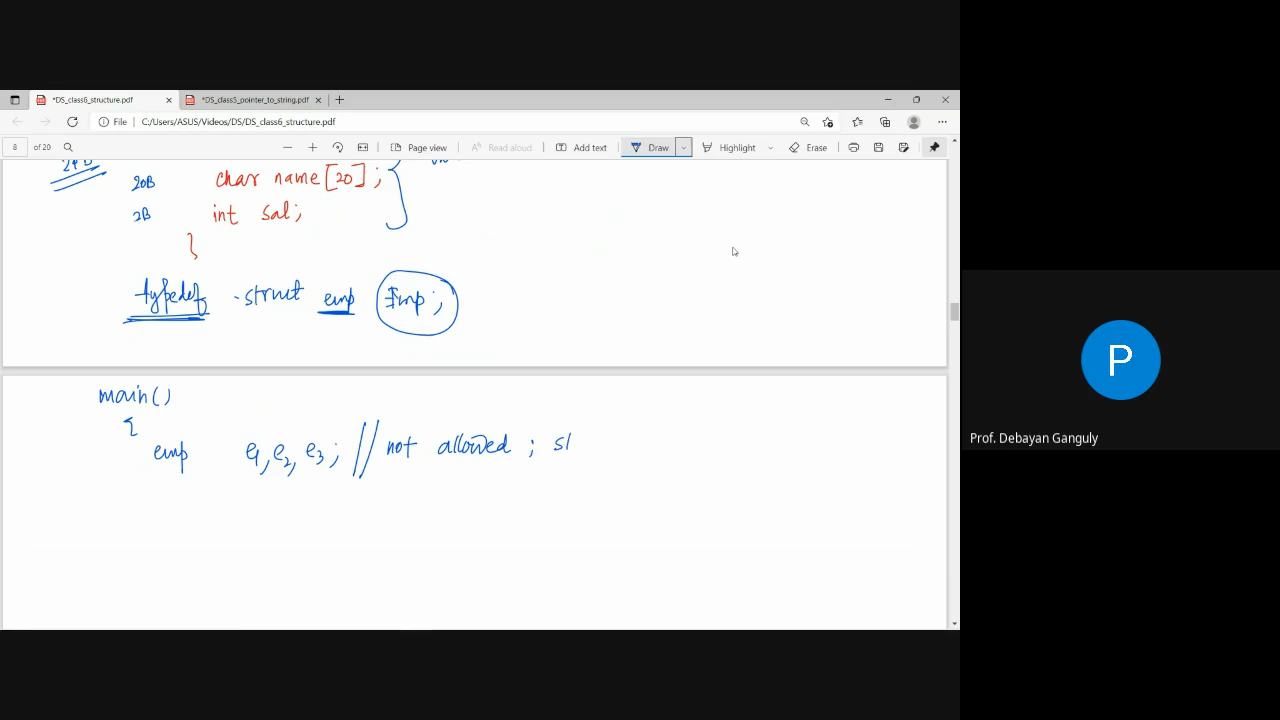 *DS_class6_structure.pdf
*DS_class5_pointer_to_string.pdf
File C:/Users/ASUS/Videos/DS/DS_class6_structure.pdf
8 of 20 Page view Read aloud Add text Draw Highlight Erase
20B char name[20];
2B int sal;
}
typedef struct emp Emp;
main()
{
emp e1, e2, e3; // not allowed ; sl
P
Prof. Debayan Ganguly